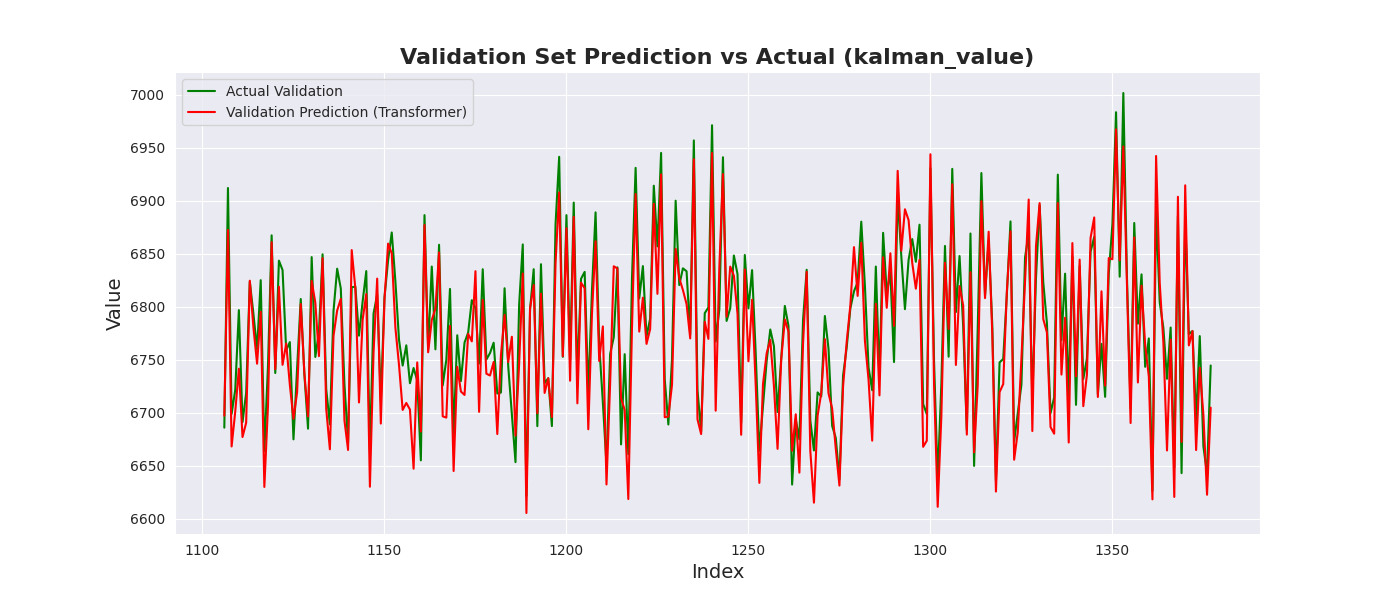 Validation Set Prediction vs Actual (kalman_value)
Actual Validation
Validation Prediction (Transformer)
7000
6950
6900
6850
6800
6750
6700
6650
6600
Value
1100 1150 1200 1250 1300 1350
Index